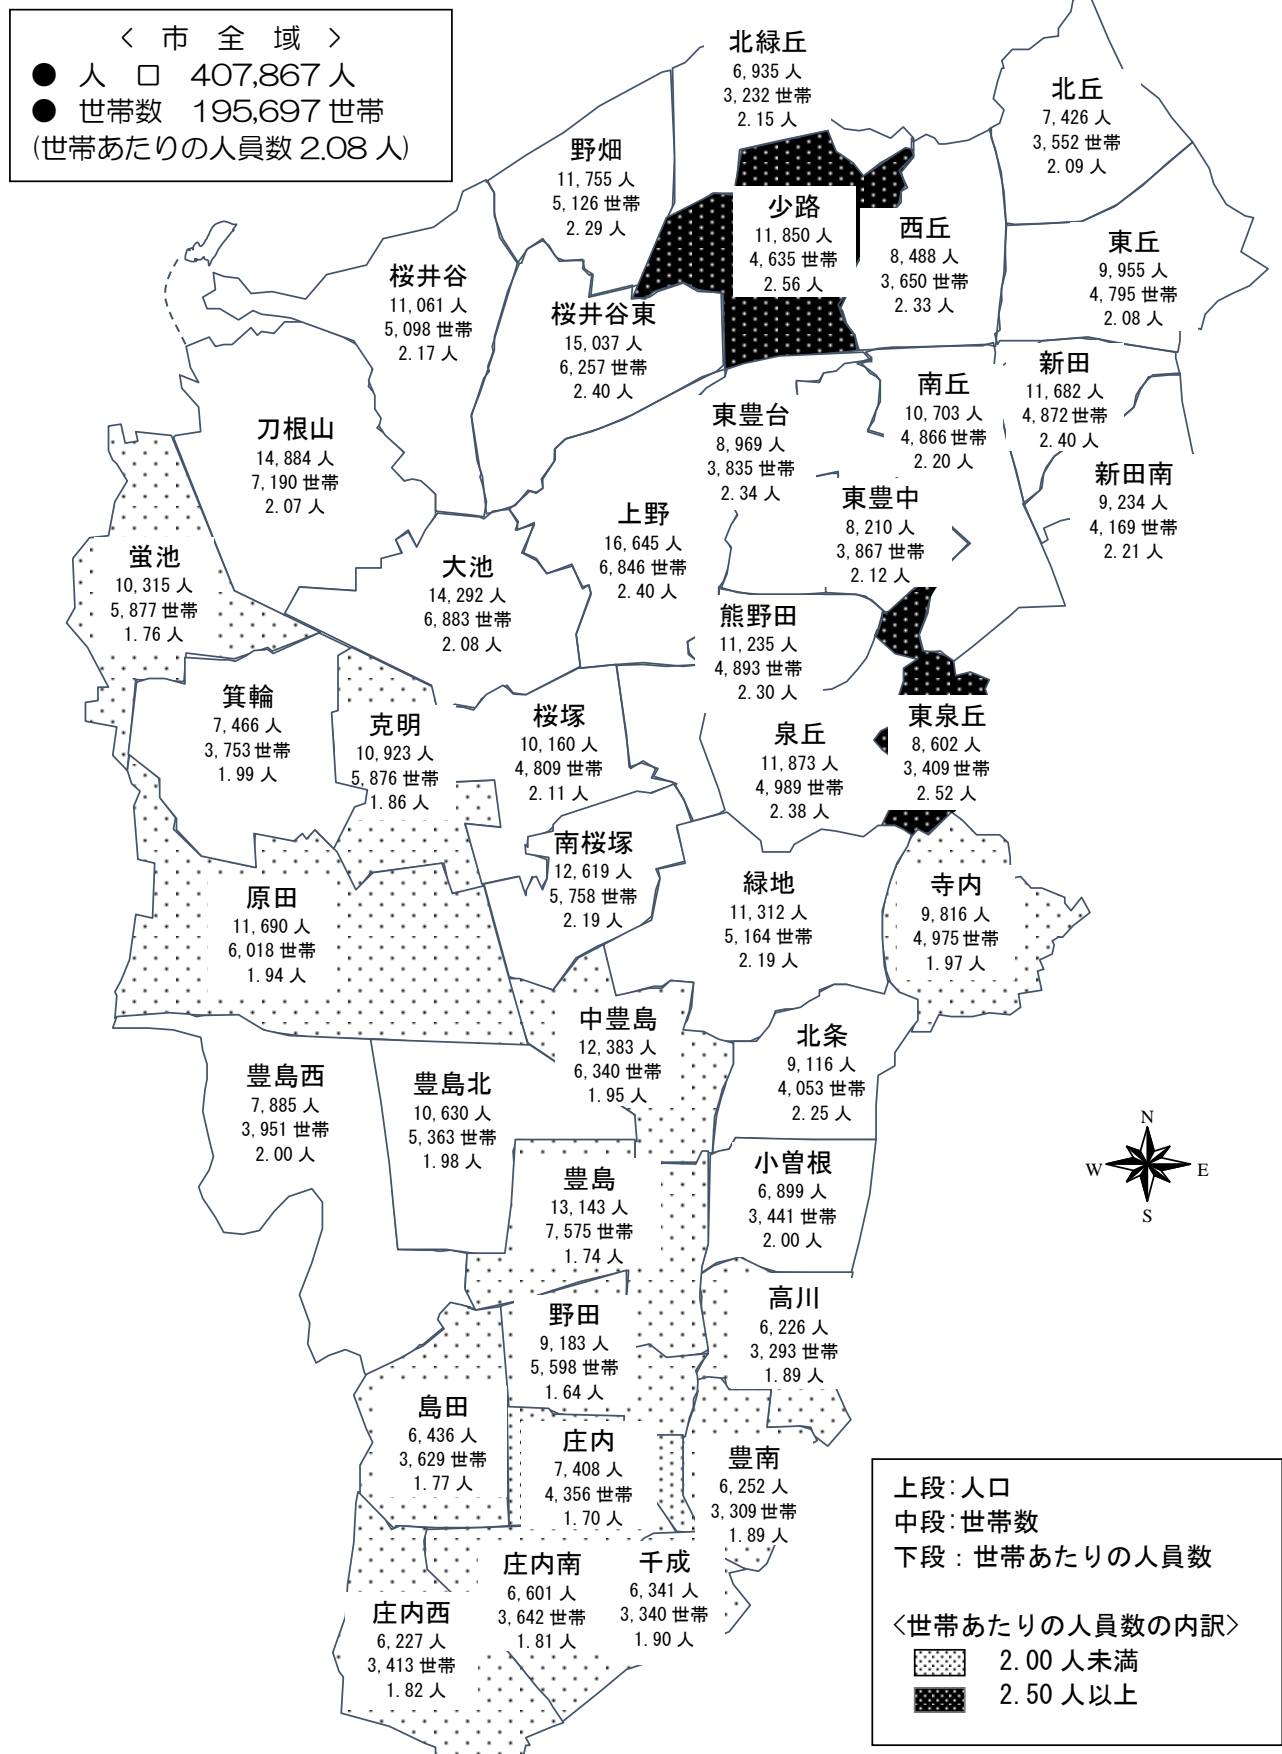 ＜ 市 全 域 ＞
● 人　口　407,867 人
● 世帯数　195,697 世帯
(世帯あたりの人員数 2.08 人)
北緑丘
6,935 人
3,232 世帯
2.15 人
北丘
7,426 人
3,552 世帯
2.09 人
野畑
11,755 人
5,126 世帯
2.29 人
少路
11,850 人
4,635 世帯
2.56 人
西丘
8,488 人
3,650 世帯
2.33 人
東丘
9,955 人
4,795 世帯
2.08 人
桜井谷
11,061 人
5,098 世帯
2.17 人
桜井谷東
15,037 人
6,257 世帯
2.40 人
新田
11,682 人
4,872 世帯
2.40 人
南丘
10,703 人
4,866 世帯
2.20 人
東豊台
8,969 人
3,835 世帯
2.34 人
刀根山
14,884 人
7,190 世帯
2.07 人
新田南
9,234 人
4,169 世帯
2.21 人
東豊中
8,210 人
3,867 世帯
2.12 人
上野
16,645 人
6,846 世帯
2.40 人
蛍池
10,315 人
5,877 世帯
1.76 人
大池
14,292 人
6,883 世帯
2.08 人
熊野田
11,235 人
4,893 世帯
2.30 人
箕輪
7,466 人
3,753 世帯
1.99 人
克明
10,923 人
5,876 世帯
1.86 人
桜塚
10,160 人
4,809 世帯
2.11 人
泉丘
11,873 人
4,989 世帯
2.38 人
東泉丘
8,602 人
3,409 世帯
2.52 人
南桜塚
12,619 人
5,758 世帯
2.19 人
原田
11,690 人
6,018 世帯
1.94 人
緑地
11,312 人
5,164 世帯
2.19 人
寺内
9,816 人
4,975 世帯
1.97 人
中豊島
12,383 人
6,340 世帯
1.95 人
北条
9,116 人
4,053 世帯
2.25 人
豊島西
7,885 人
3,951 世帯
2.00 人
豊島北
10,630 人
5,363 世帯
1.98 人
N
W
E
S
豊島
13,143 人
7,575 世帯
1.74 人
小曽根
6,899 人
3,441 世帯
2.00 人
野田
9,183 人
5,598 世帯
1.64 人
高川
6,226 人
3,293 世帯
1.89 人
島田
6,436 人
3,629 世帯
1.77 人
庄内
7,408 人
4,356 世帯
1.70 人
豊南
6,252 人
3,309 世帯
1.89 人
庄内南
6,601 人
3,642 世帯
1.81 人
千成
6,341 人
3,340 世帯
1.90 人
庄内西
6,227 人
3,413 世帯
1.82 人
上段:人口
中段:世帯数
下段：世帯あたりの人員数
<世帯あたりの人員数の内訳>
2.00 人未満
2.50 人以上